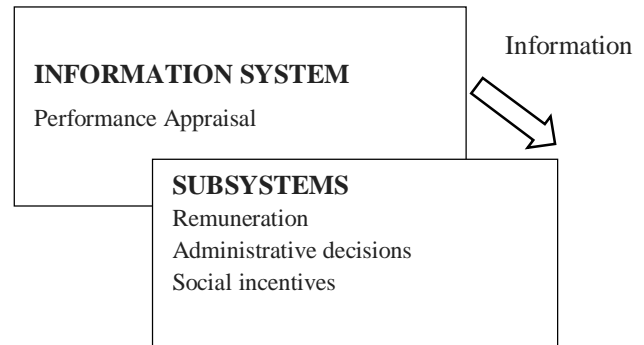 Information
INFORMATION SYSTEM
Performance Appraisal
SUBSYSTEMS
Remuneration
Administrative decisions
Social incentives